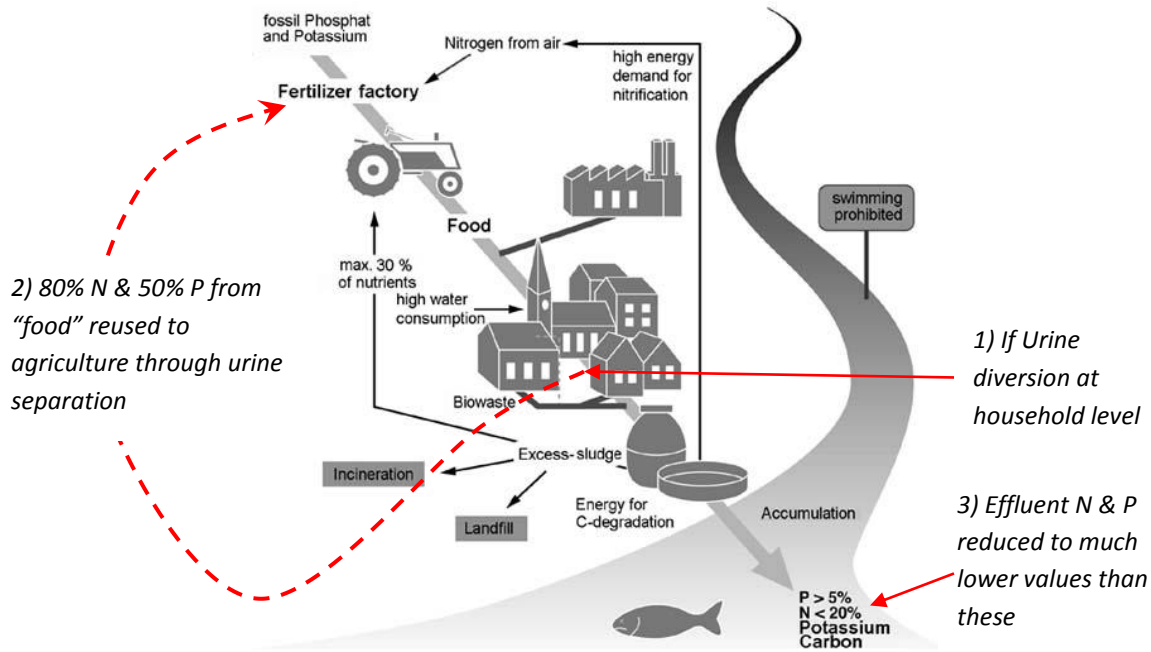 fossil Phosphat
and Potassium
Nitrogen from air
high energy
demand for
nitrification
Fertilizer factory
swimming
prohibited
Food
max. 30 %
of nutrients
high water
consumption
2) 80% N & 50% P from
“food” reused to
agriculture through urine
separation
1) If Urine
diversion at
household level
Biowaste
Excess-sludge
Incineration
Landfill
Energy for
C-degradation
Accumulation
3) Effluent N & P
reduced to much
lower values than
these
P > 5%
N < 20%
Potassium
Carbon